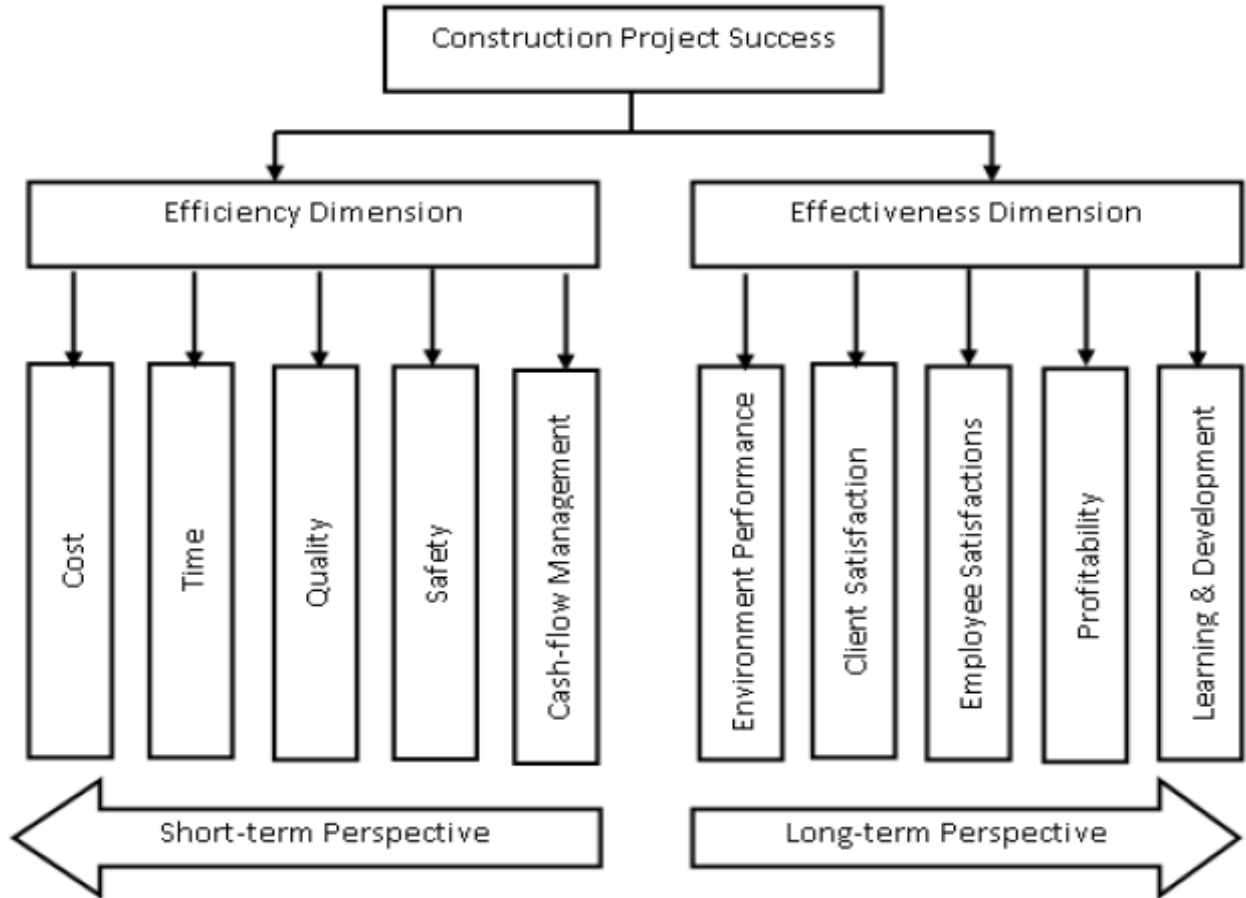 Construction Project Success
Efficiency Dimension
Effectiveness Dimension
Cost
Time
Quality
Safety
Cash-flow Management
Environment Performance
Client Satisfaction
Employee Satisfactions
Profitability
Learning & Development
Short-term Perspective
Long-term Perspective